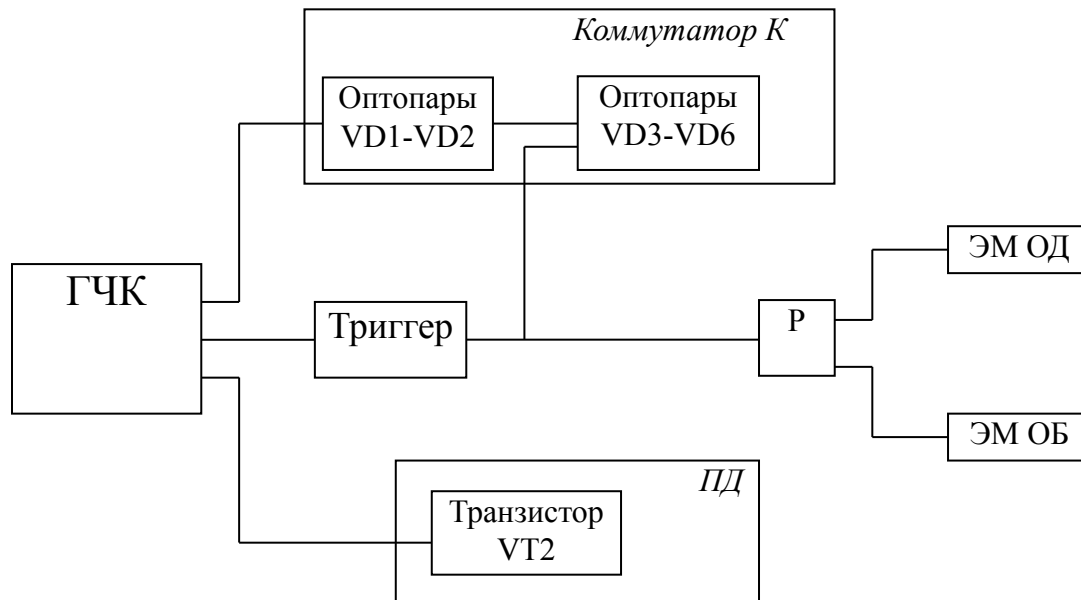 Коммутатор К
Оптопары
VD1-VD2
Оптопары
VD3-VD6
ЭМ ОД
ГЧК
Триггер
Р
ЭМ ОБ
ПД
Транзистор
VT2